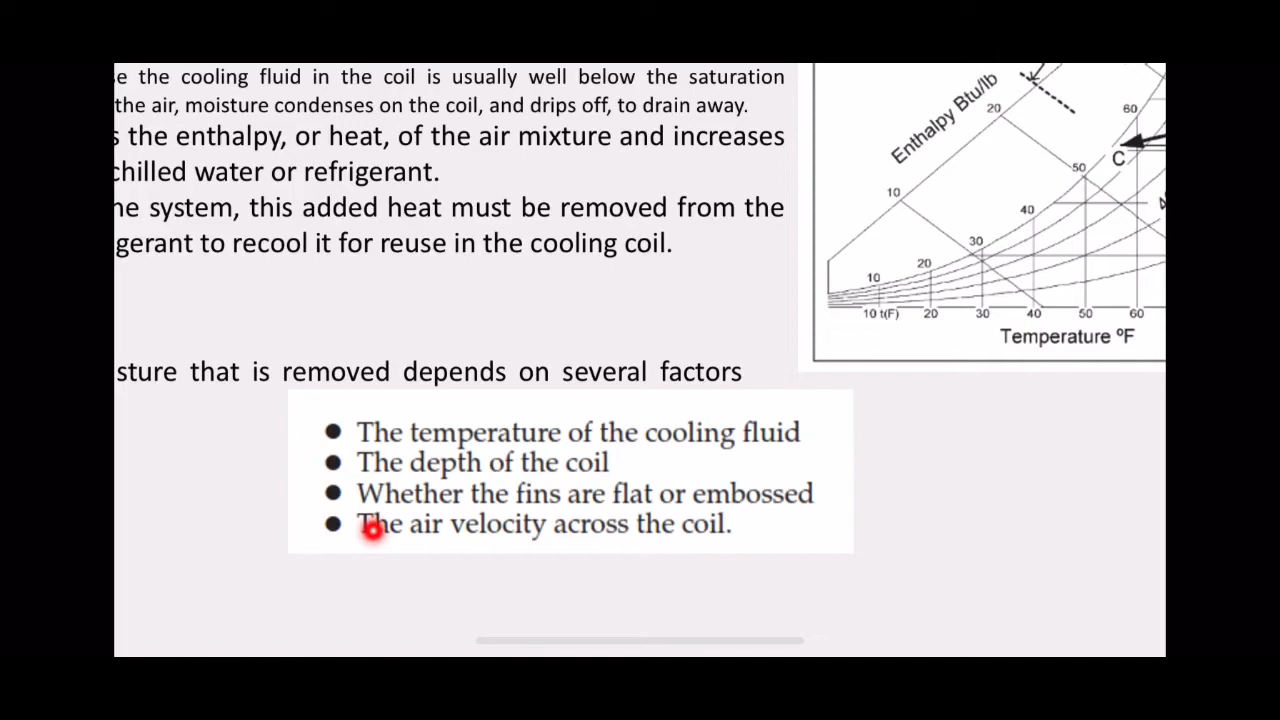 e the cooling fluid in the coil is usually well below the saturation
the air, moisture condenses on the coil, and drips off, to drain away.
s the enthalpy, or heat, of the air mixture and increases
chilled water or refrigerant.
he system, this added heat must be removed from the
gerant to recool it for reuse in the cooling coil.
sture that is removed depends on several factors
● The temperature of the cooling fluid
● The depth of the coil
● Whether the fins are flat or embossed
● The air velocity across the coil.
Enthalpy Btu/lb
20
10
60
C
50
40
30
20
10
10 t(F) 20 30 40 50 60
Temperature ºF